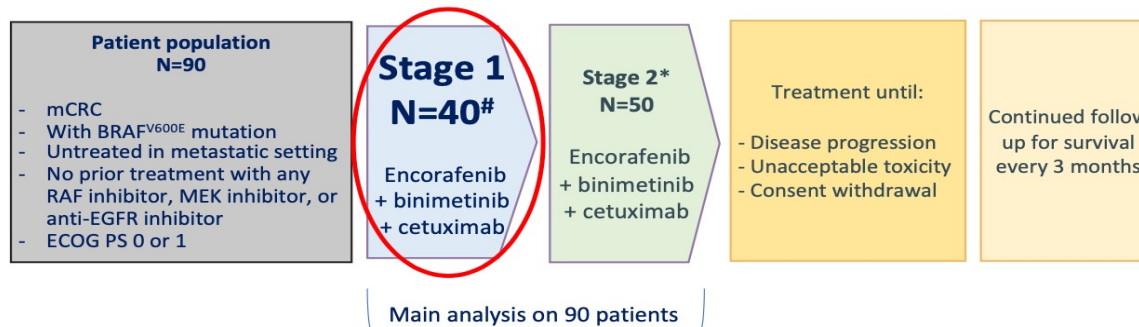 Patient population
N=90
- mCRC
- With BRAFV600E mutation
- Untreated in metastatic setting
- No prior treatment with any
RAF inhibitor, MEK inhibitor, or
anti-EGFR inhibitor
- ECOG PS 0 or 1
Stage 1
N=40#
Encorafenib
+ binimetinib
+ cetuximab
Stage 2*
N=50
Encorafenib
+ binimetinib
+ cetuximab
Treatment until:
- Disease progression
- Unacceptable toxicity
- Consent withdrawal
Continued follow
up for survival
every 3 months
Main analysis on 90 patients